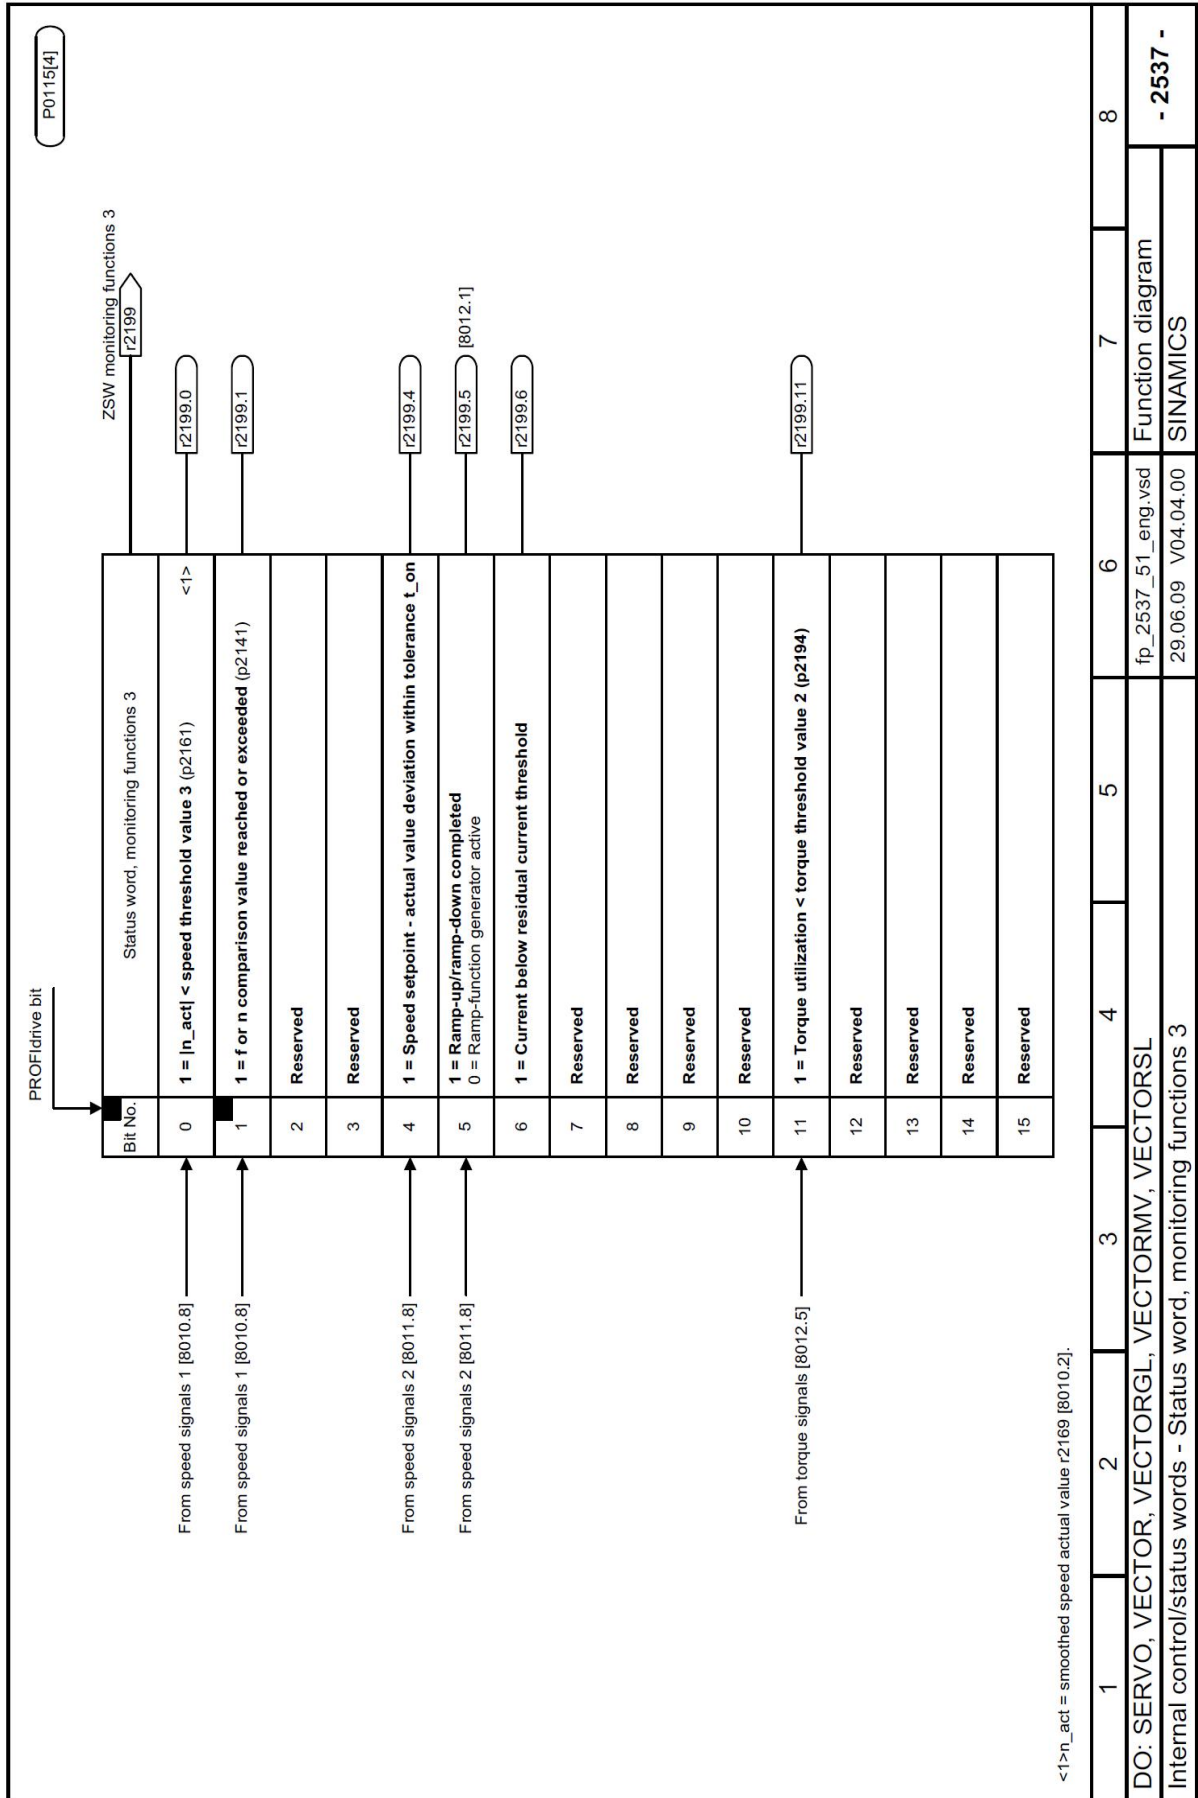 P0115[4]
PROFIdrive bit
ZSW monitoring functions 3
Bit No. Status word, monitoring functions 3 r2199
From speed signals 1 [8010.8] 0 1 = |n_act| < speed threshold value 3 (p2161) <1> r2199.0
From speed signals 1 [8010.8] 1 1 = f or n comparison value reached or exceeded (p2141) r2199.1
2 Reserved
3 Reserved
From speed signals 2 [8011.8] 4 1 = Speed setpoint - actual value deviation within tolerance t_on r2199.4
From speed signals 2 [8011.8] 5 1 = Ramp-up/ramp-down completed r2199.5 [8012.1]
0 = Ramp-function generator active
6 1 = Current below residual current threshold r2199.6
7 Reserved
8 Reserved
9 Reserved
10 Reserved
From torque signals [8012.5] 11 1 = Torque utilization < torque threshold value 2 (p2194) r2199.11
12 Reserved
13 Reserved
14 Reserved
15 Reserved
<1>n_act = smoothed speed actual value r2169 [8010.2].
1 2 3 4 5 6 7 8
DO: SERVO, VECTOR, VECTORGL, VECTORMV, VECTORSL fp_2537_51_eng.vsd Function diagram - 2537 -
Internal control/status words - Status word, monitoring functions 3 29.06.09 V04.04.00 SINAMICS